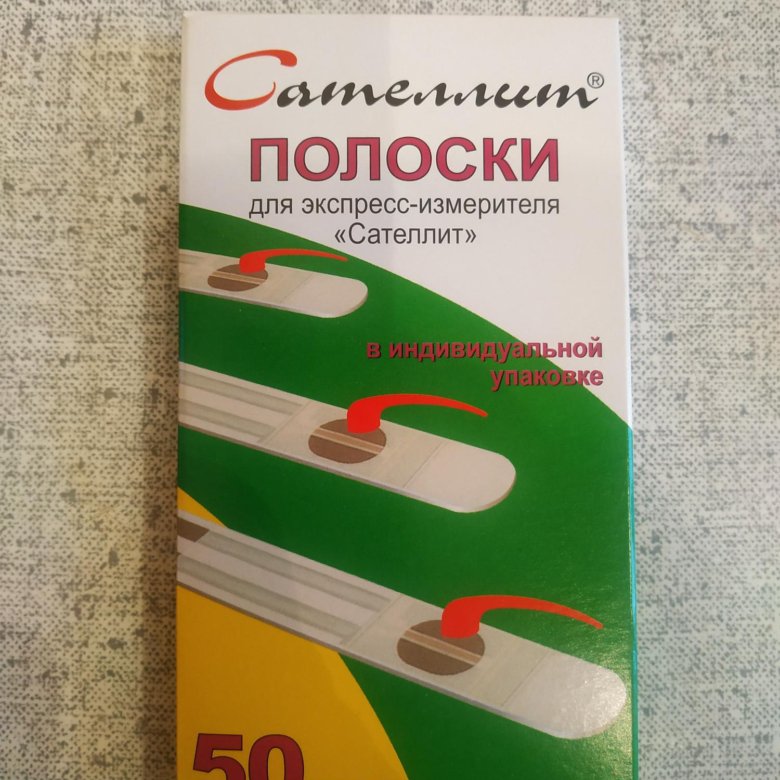 Сателлит®
ПОЛОСКИ
для экспресс-измерителя
«Сателлит»
в индивидуальной
упаковке
50